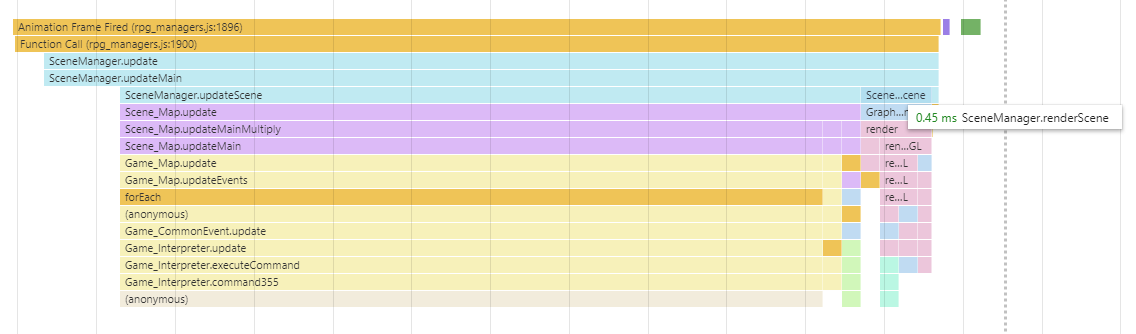 Animation Frame Fired (rpg_managers.js:1896)
Function Call (rpg_managers.js:1900)
SceneManager.update
SceneManager.updateMain
SceneManager.updateScene Scene...cene
Scene_Map.update Grap...r
Scene_Map.updateMainMultiply render
Scene_Map.updateMain ren...GL
Game_Map.update re...L
Game_Map.updateEvents re...L
forEach re...L
(anonymous)
Game_CommonEvent.update
Game_Interpreter.update
Game_Interpreter.executeCommand
Game_Interpreter.command355
(anonymous)
0.45 ms SceneManager.renderScene